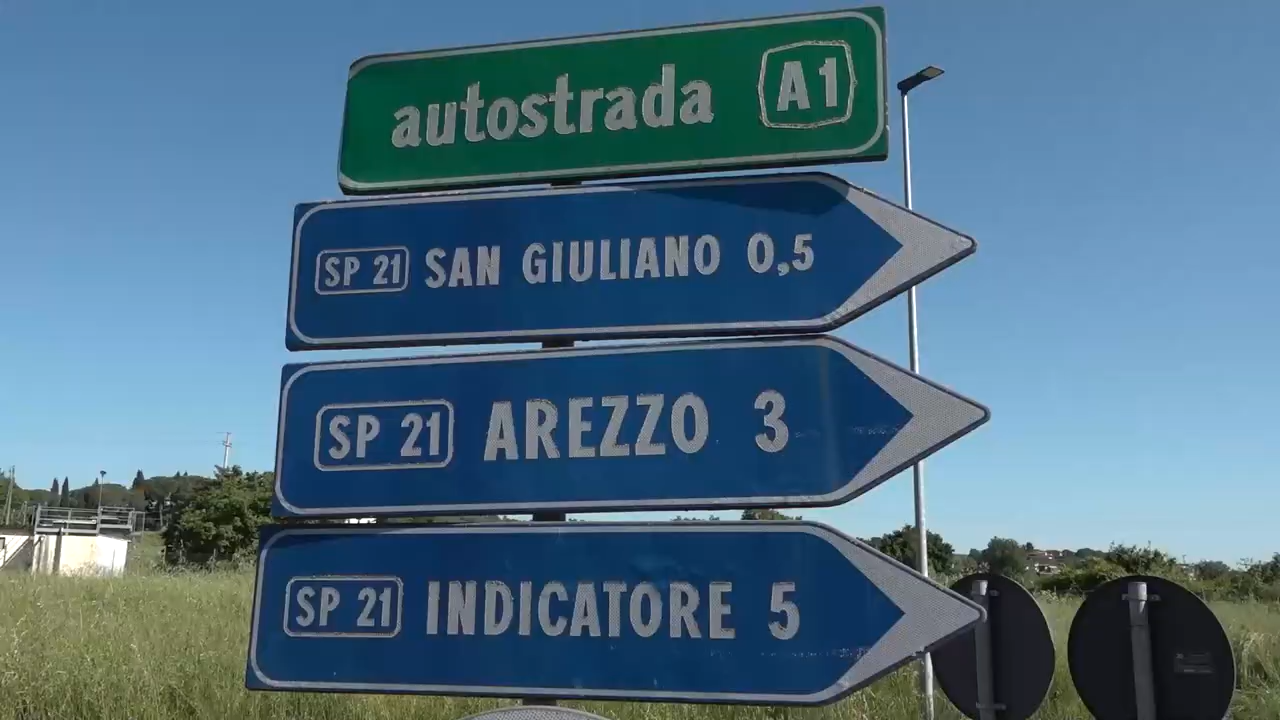 autostrada A1
SP 21 SAN GIULIANO 0,5
SP 21 AREZZO 3
SP 21 INDICATORE 5